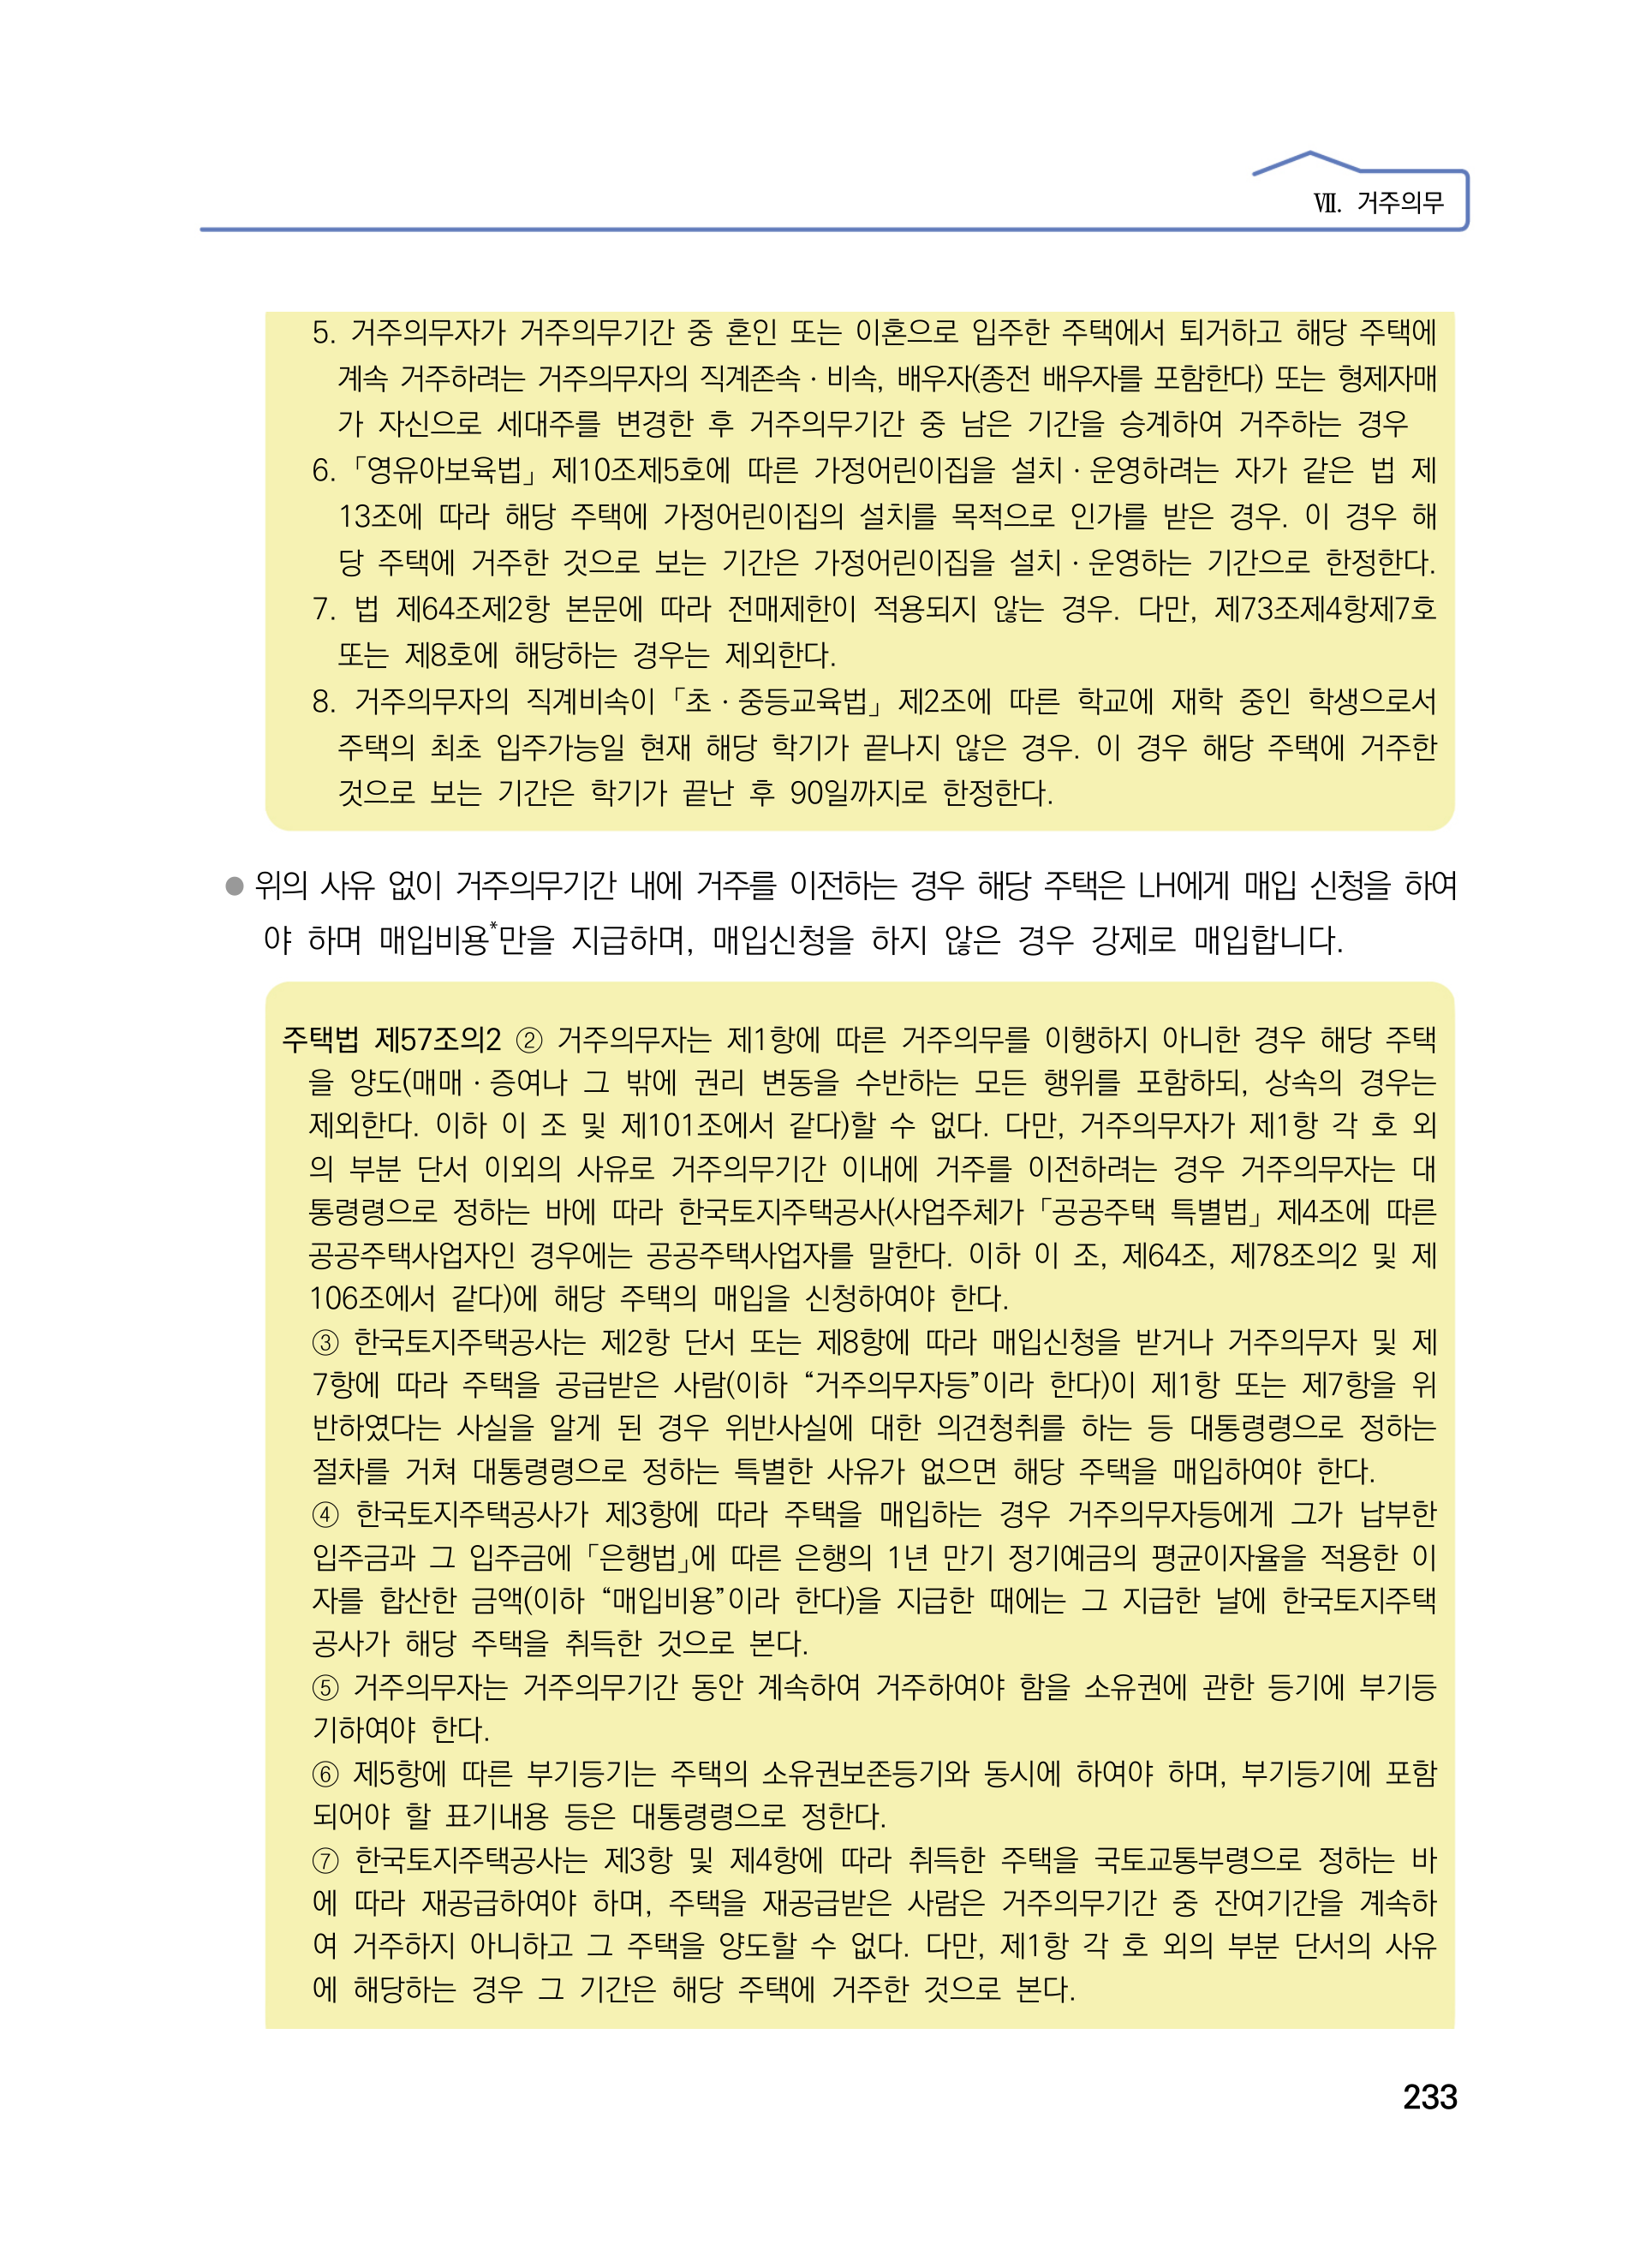 Ⅶ. 거주의무
5. 거주의무자가 거주의무기간 중 혼인 또는 이혼으로 입주한 주택에서 퇴거하고 해당 주택에
계속 거주하려는 거주의무자의 직계존속·비속, 배우자(종전 배우자를 포함한다) 또는 형제자매
가 자신으로 세대주를 변경한 후 거주의무기간 중 남은 기간을 승계하여 거주하는 경우
6. 「영유아보육법」 제10조제5호에 따른 가정어린이집을 설치·운영하려는 자가 같은 법 제
13조에 따라 해당 주택에 가정어린이집의 설치를 목적으로 인가를 받은 경우. 이 경우 해
당 주택에 거주한 것으로 보는 기간은 가정어린이집을 설치·운영하는 기간으로 한정한다.
7. 법 제64조제2항 본문에 따라 전매제한이 적용되지 않는 경우. 다만, 제73조제4항제7호
또는 제8호에 해당하는 경우는 제외한다.
8. 거주의무자의 직계비속이 「초·중등교육법」 제2조에 따른 학교에 재학 중인 학생으로서
주택의 최초 입주가능일 현재 해당 학기가 끝나지 않은 경우. 이 경우 해당 주택에 거주한
것으로 보는 기간은 학기가 끝난 후 90일까지로 한정한다.
● 위의 사유 없이 거주의무기간 내에 거주를 이전하는 경우 해당 주택은 LH에게 매입 신청을 하여
야 하며 매입비용*만을 지급하며, 매입신청을 하지 않은 경우 강제로 매입합니다.
주택법 제57조의2 ② 거주의무자는 제1항에 따른 거주의무를 이행하지 아니한 경우 해당 주택
을 양도(매매·증여나 그 밖에 권리 변동을 수반하는 모든 행위를 포함하되, 상속의 경우는
제외한다. 이하 이 조 및 제101조에서 같다)할 수 없다. 다만, 거주의무자가 제1항 각 호 외
의 부분 단서 이외의 사유로 거주의무기간 이내에 거주를 이전하려는 경우 거주의무자는 대
통령령으로 정하는 바에 따라 한국토지주택공사(사업주체가 「공공주택 특별법」 제4조에 따른
공공주택사업자인 경우에는 공공주택사업자를 말한다. 이하 이 조, 제64조, 제78조의2 및 제
106조에서 같다)에 해당 주택의 매입을 신청하여야 한다.
③ 한국토지주택공사는 제2항 단서 또는 제8항에 따라 매입신청을 받거나 거주의무자 및 제
7항에 따라 주택을 공급받은 사람(이하 “거주의무자등”이라 한다)이 제1항 또는 제7항을 위
반하였다는 사실을 알게 된 경우 위반사실에 대한 의견청취를 하는 등 대통령령으로 정하는
절차를 거쳐 대통령령으로 정하는 특별한 사유가 없으면 해당 주택을 매입하여야 한다.
④ 한국토지주택공사가 제3항에 따라 주택을 매입하는 경우 거주의무자등에게 그가 납부한
입주금과 그 입주금에 「은행법」에 따른 은행의 1년 만기 정기예금의 평균이자율을 적용한 이
자를 합산한 금액(이하 “매입비용”이라 한다)을 지급한 때에는 그 지급한 날에 한국토지주택
공사가 해당 주택을 취득한 것으로 본다.
⑤ 거주의무자는 거주의무기간 동안 계속하여 거주하여야 함을 소유권에 관한 등기에 부기등
기하여야 한다.
⑥ 제5항에 따른 부기등기는 주택의 소유권보존등기와 동시에 하여야 하며, 부기등기에 포함
되어야 할 표기내용 등은 대통령령으로 정한다.
⑦ 한국토지주택공사는 제3항 및 제4항에 따라 취득한 주택을 국토교통부령으로 정하는 바
에 따라 재공급하여야 하며, 주택을 재공급받은 사람은 거주의무기간 중 잔여기간을 계속하
여 거주하지 아니하고 그 주택을 양도할 수 없다. 다만, 제1항 각 호 외의 부분 단서의 사유
에 해당하는 경우 그 기간은 해당 주택에 거주한 것으로 본다.
233